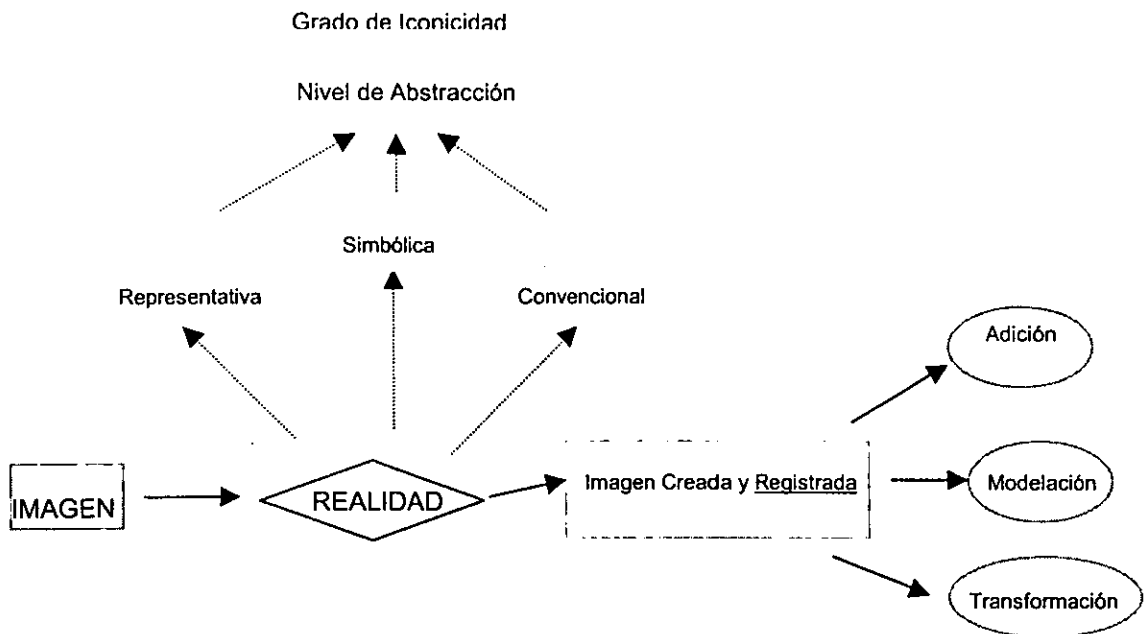 Grado de Iconicidad
Nivel de Abstracción
Simbólica
Representativa
Convencional
Adición
IMAGEN
REALIDAD
Imagen Creada y Registrada
Modelación
Transformación